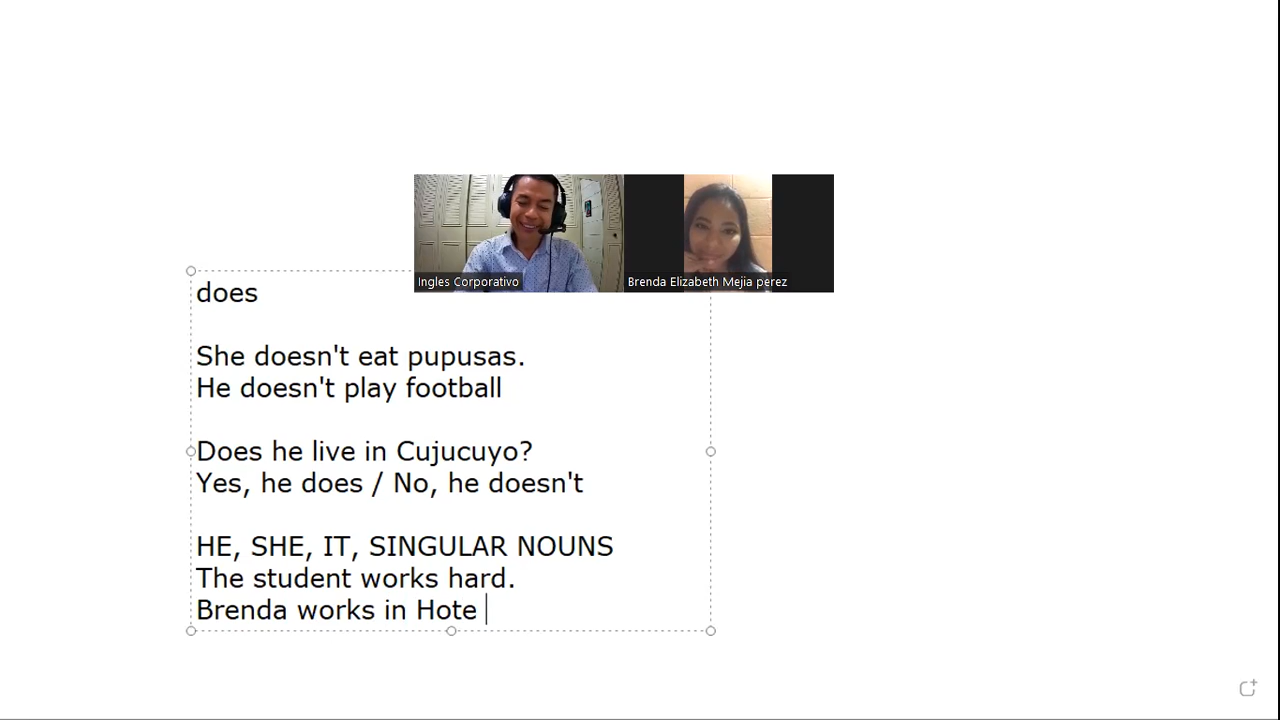 Ingles Corporativo
Brenda Elizabeth Mejia perez
does
She doesn't eat pupusas.
He doesn't play football
Does he live in Cujucuyo?
Yes, he does / No, he doesn't
HE, SHE, IT, SINGULAR NOUNS
The student works hard.
Brenda works in Hote